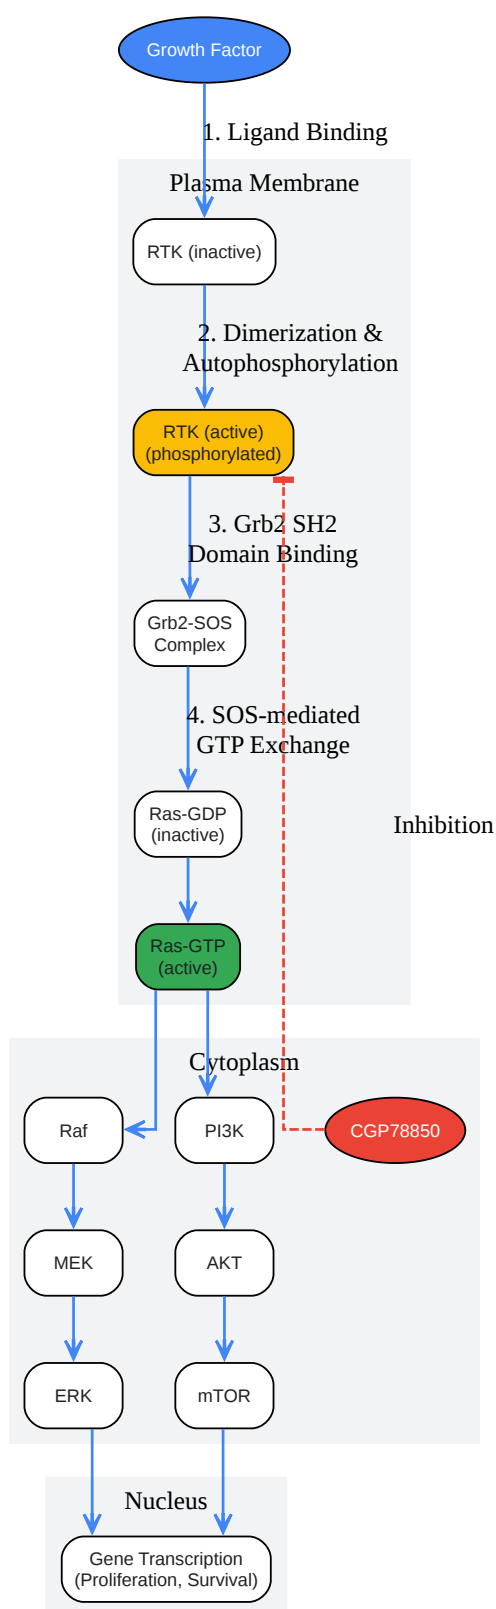 Growth Factor
1. Ligand Binding
Plasma Membrane
RTK (inactive)
2. Dimerization &
Autophosphorylation
RTK (active)
(phosphorylated)
3. Grb2 SH2
Domain Binding
Grb2-SOS
Complex
4. SOS-mediated
GTP Exchange
Ras-GDP
(inactive)
Inhibition
Ras-GTP
(active)
Cytoplasm
Raf
PI3K
CGP78850
MEK
AKT
ERK
mTOR
Nucleus
Gene Transcription
(Proliferation, Survival)